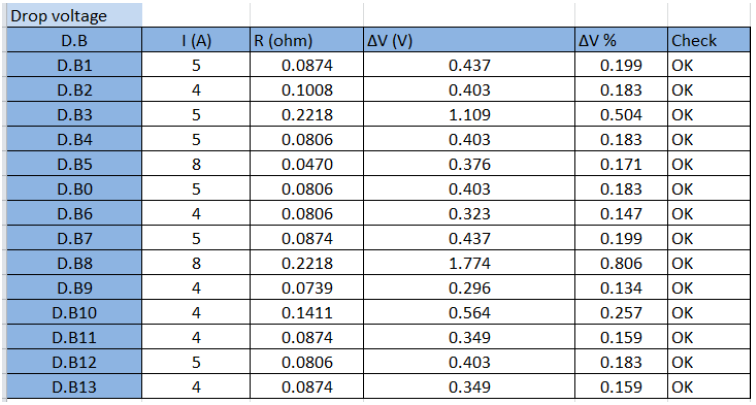 Drop voltage
D.B I (A) R (ohm) ΔV (V) ΔV % Check
D.B1 5 0.0874 0.437 0.199 OK
D.B2 4 0.1008 0.403 0.183 OK
D.B3 5 0.2218 1.109 0.504 OK
D.B4 5 0.0806 0.403 0.183 OK
D.B5 8 0.0470 0.376 0.171 OK
D.B0 5 0.0806 0.403 0.183 OK
D.B6 4 0.0806 0.323 0.147 OK
D.B7 5 0.0874 0.437 0.199 OK
D.B8 8 0.2218 1.774 0.806 OK
D.B9 4 0.0739 0.296 0.134 OK
D.B10 4 0.1411 0.564 0.257 OK
D.B11 4 0.0874 0.349 0.159 OK
D.B12 5 0.0806 0.403 0.183 OK
D.B13 4 0.0874 0.349 0.159 OK